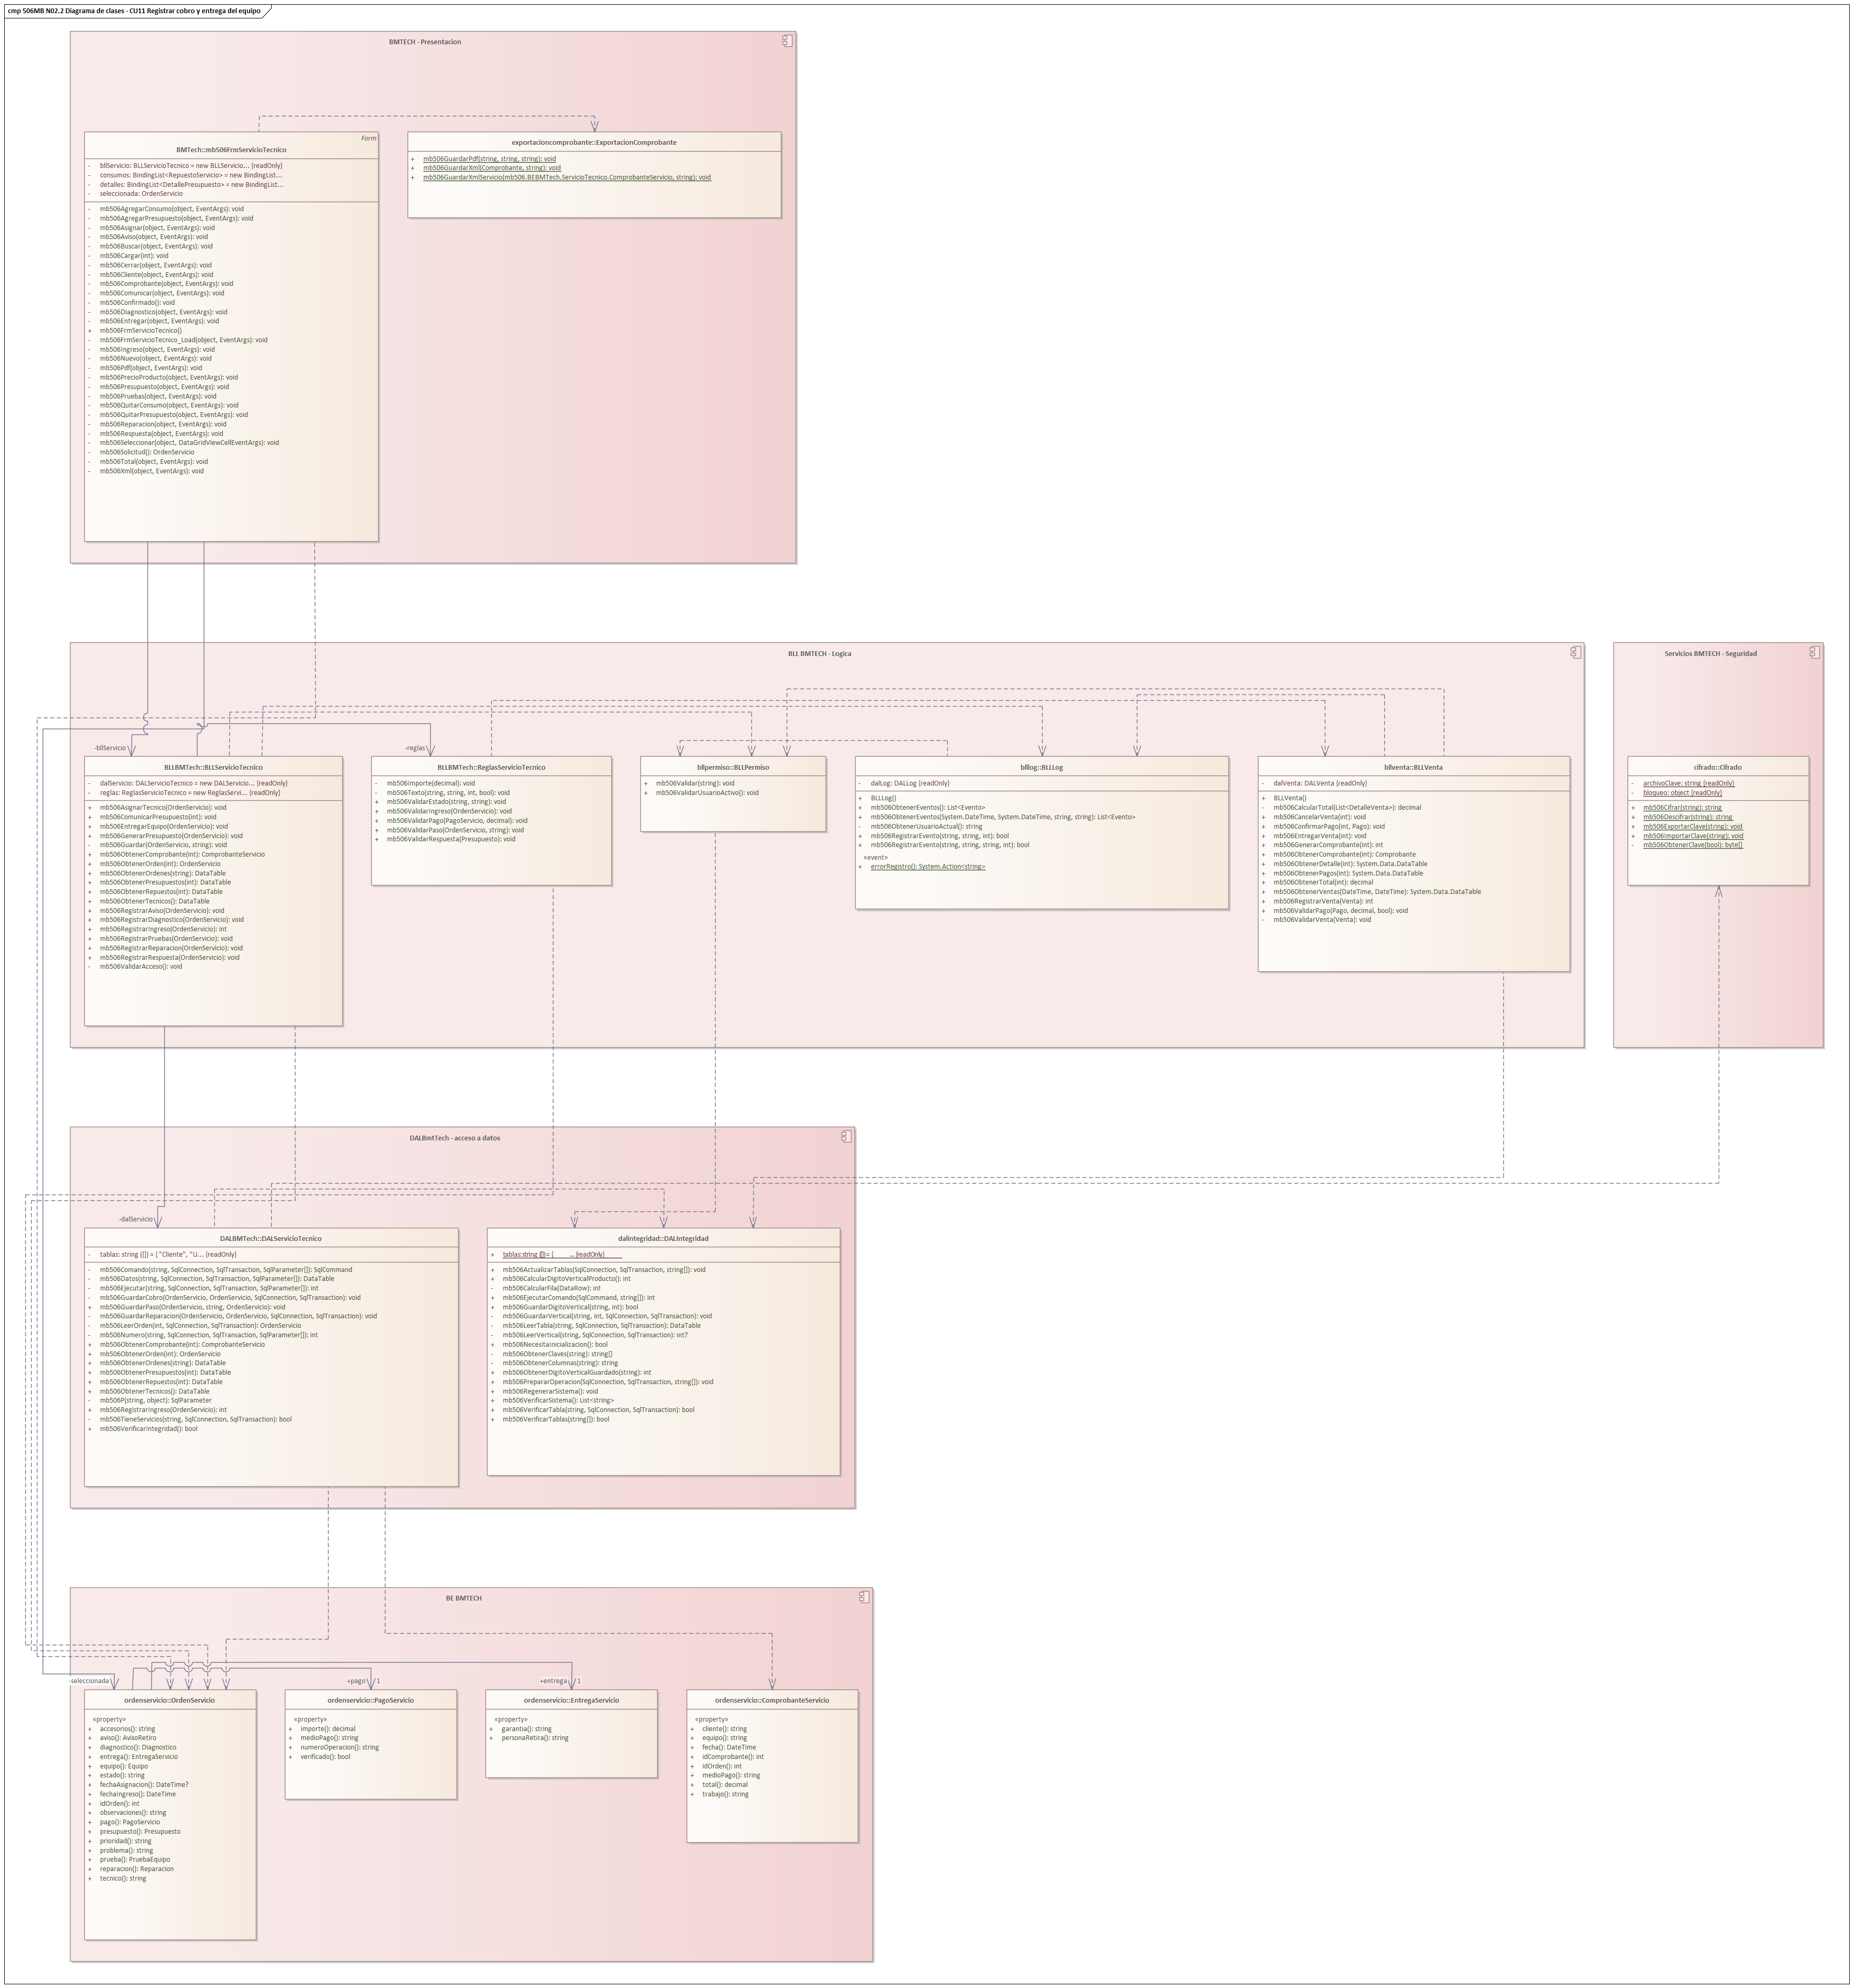 cmp 506MB N02.2 Diagrama de clases - CU11 Registrar cobro y entrega del equipo
BMTECH - Presentacion
Form
BMTech::mb506FrmServicioTecnico
- bllServicio: BLLServicioTecnico = new BLLServicio... {readOnly}
- consumos: BindingList<RepuestoServicio> = new BindingList...
- detalles: BindingList<DetallePresupuesto> = new BindingList...
- seleccionada: OrdenServicio
- mb506AgregarConsumo(object, EventArgs): void
- mb506AgregarPresupuesto(object, EventArgs): void
- mb506Asignar(object, EventArgs): void
- mb506Aviso(object, EventArgs): void
- mb506Buscar(object, EventArgs): void
- mb506Cargar(int): void
- mb506Cerrar(object, EventArgs): void
- mb506Cliente(object, EventArgs): void
- mb506Comprobante(object, EventArgs): void
- mb506Comunicar(object, EventArgs): void
- mb506Confirmado(): void
- mb506Diagnostico(object, EventArgs): void
- mb506Entregar(object, EventArgs): void
+ mb506FrmServicioTecnico()
- mb506FrmServicioTecnico_Load(object, EventArgs): void
- mb506Ingreso(object, EventArgs): void
- mb506Nuevo(object, EventArgs): void
- mb506Pdf(object, EventArgs): void
- mb506PrecioProducto(object, EventArgs): void
- mb506Presupuesto(object, EventArgs): void
- mb506Pruebas(object, EventArgs): void
- mb506QuitarConsumo(object, EventArgs): void
- mb506QuitarPresupuesto(object, EventArgs): void
- mb506Reparacion(object, EventArgs): void
- mb506Respuesta(object, EventArgs): void
- mb506Seleccionar(object, DataGridViewCellEventArgs): void
- mb506Solicitud(): OrdenServicio
- mb506Total(object, EventArgs): void
- mb506Xml(object, EventArgs): void
exportacioncomprobante::ExportacionComprobante
+ mb506GuardarPdf(string, string, string): void
+ mb506GuardarXml(Comprobante, string): void
+ mb506GuardarXmlServicio(mb506.BEBMTech.ServicioTecnico.ComprobanteServicio, string): void
BLL BMTECH - Logica
-bllServicio
-reglas
BLLBMTech::BLLServicioTecnico
- dalServicio: DALServicioTecnico = new DALServicio... {readOnly}
- reglas: ReglasServicioTecnico = new ReglasServi... {readOnly}
+ mb506AsignarTecnico(OrdenServicio): void
+ mb506ComunicarPresupuesto(int): void
+ mb506EntregarEquipo(OrdenServicio): void
+ mb506GenerarPresupuesto(OrdenServicio): void
- mb506Guardar(OrdenServicio, string): void
+ mb506ObtenerComprobante(int): ComprobanteServicio
+ mb506ObtenerOrden(int): OrdenServicio
+ mb506ObtenerOrdenes(string): DataTable
+ mb506ObtenerPresupuestos(int): DataTable
+ mb506ObtenerRepuestos(int): DataTable
+ mb506ObtenerTecnicos(): DataTable
+ mb506RegistrarAviso(OrdenServicio): void
+ mb506RegistrarDiagnostico(OrdenServicio): void
+ mb506RegistrarIngreso(OrdenServicio): int
+ mb506RegistrarPruebas(OrdenServicio): void
+ mb506RegistrarReparacion(OrdenServicio): void
+ mb506RegistrarRespuesta(OrdenServicio): void
- mb506ValidarAcceso(): void
BLLBMTech::ReglasServicioTecnico
- mb506Importe(decimal): void
- mb506Texto(string, string, int, bool): void
+ mb506ValidarEstado(string, string): void
+ mb506ValidarIngreso(OrdenServicio): void
+ mb506ValidarPago(PagoServicio, decimal): void
+ mb506ValidarPaso(OrdenServicio, string): void
+ mb506ValidarRespuesta(Presupuesto): void
bllpermiso::BLLPermiso
+ mb506Validar(string): void
+ mb506ValidarUsuarioActivo(): void
blllog::BLLLog
- dalLog: DALLog {readOnly}
+ BLLLog()
+ mb506ObtenerEventos(): List<Evento>
+ mb506ObtenerEventos(System.DateTime, System.DateTime, string, string): List<Evento>
- mb506ObtenerUsuarioActual(): string
+ mb506RegistrarEvento(string, string, int): bool
+ mb506RegistrarEvento(string, string, string, int): bool
«event»
+ errorRegistro(): System.Action<string>
bllventa::BLLVenta
- dalVenta: DALVenta {readOnly}
+ BLLVenta()
- mb506CalcularTotal(List<DetalleVenta>): decimal
+ mb506CancelarVenta(int): void
+ mb506ConfirmarPago(int, Pago): void
+ mb506EntregarVenta(int): void
+ mb506GenerarComprobante(int): int
+ mb506ObtenerComprobante(int): Comprobante
+ mb506ObtenerDetalle(int): System.Data.DataTable
+ mb506ObtenerPagos(int): System.Data.DataTable
+ mb506ObtenerTotal(int): decimal
+ mb506ObtenerVentas(DateTime, DateTime): System.Data.DataTable
+ mb506RegistrarVenta(Venta): int
+ mb506ValidarPago(Pago, decimal, bool): void
- mb506ValidarVenta(Venta): void
Servicios BMTECH - Seguridad
cifrado::Cifrado
- archivoClave: string {readOnly}
- bloqueo: object {readOnly}
+ mb506Cifrar(string): string
+ mb506Descifrar(string): string
+ mb506ExportarClave(string): void
+ mb506ImportarClave(string): void
- mb506ObtenerClave(bool): byte[]
DALBmtTech - acceso a datos
-dalServicio
DALBMTech::DALServicioTecnico
- tablas: string ([]) = { "Cliente", "U... {readOnly}
- mb506Comando(string, SqlConnection, SqlTransaction, SqlParameter[]): SqlCommand
- mb506Datos(string, SqlConnection, SqlTransaction, SqlParameter[]): DataTable
- mb506Ejecutar(string, SqlConnection, SqlTransaction, SqlParameter[]): int
- mb506GuardarCobro(OrdenServicio, OrdenServicio, SqlConnection, SqlTransaction): void
+ mb506GuardarPaso(OrdenServicio, string, OrdenServicio): void
- mb506GuardarReparacion(OrdenServicio, OrdenServicio, SqlConnection, SqlTransaction): void
- mb506LeerOrden(int, SqlConnection, SqlTransaction): OrdenServicio
- mb506Numero(string, SqlConnection, SqlTransaction, SqlParameter[]): int
+ mb506ObtenerComprobante(int): ComprobanteServicio
+ mb506ObtenerOrden(int): OrdenServicio
+ mb506ObtenerOrdenes(string): DataTable
+ mb506ObtenerPresupuestos(int): DataTable
+ mb506ObtenerRepuestos(int): DataTable
+ mb506ObtenerTecnicos(): DataTable
- mb506P(string, object): SqlParameter
+ mb506RegistrarIngreso(OrdenServicio): int
- mb506TieneServicios(string, SqlConnection, SqlTransaction): bool
+ mb506VerificarIntegridad(): bool
dalintegridad::DALIntegridad
+ tablas: string ([]) = { ... {readOnly}
+ mb506ActualizarTablas(SqlConnection, SqlTransaction, string[]): void
+ mb506CalcularDigitoVerticalProducto(): int
- mb506CalcularFila(DataRow): int
+ mb506EjecutarComando(SqlCommand, string[]): int
+ mb506GuardarDigitoVertical(string, int): bool
- mb506GuardarVertical(string, int, SqlConnection, SqlTransaction): void
- mb506LeerTabla(string, SqlConnection, SqlTransaction): DataTable
- mb506LeerVertical(string, SqlConnection, SqlTransaction): int?
+ mb506NecesitaInicializacion(): bool
- mb506ObtenerClaves(string): string[]
- mb506ObtenerColumnas(string): string
+ mb506ObtenerDigitoVerticalGuardado(string): int
+ mb506PrepararOperacion(SqlConnection, SqlTransaction, string[]): void
+ mb506RegenerarSistema(): void
+ mb506VerificarSistema(): List<string>
+ mb506VerificarTabla(string, SqlConnection, SqlTransaction): bool
+ mb506VerificarTablas(string[]): bool
BE BMTECH
-seleccionada
+pago 1
+entrega 1
ordenservicio::OrdenServicio
«property»
+ accesorios(): string
+ aviso(): AvisoRetiro
+ diagnostico(): Diagnostico
+ entrega(): EntregaServicio
+ equipo(): Equipo
+ estado(): string
+ fechaAsignacion(): DateTime?
+ fechaIngreso(): DateTime
+ idOrden(): int
+ observaciones(): string
+ pago(): PagoServicio
+ presupuesto(): Presupuesto
+ prioridad(): string
+ problema(): string
+ prueba(): PruebaEquipo
+ reparacion(): Reparacion
+ tecnico(): string
ordenservicio::PagoServicio
«property»
+ importe(): decimal
+ medioPago(): string
+ numeroOperacion(): string
+ verificado(): bool
ordenservicio::EntregaServicio
«property»
+ garantia(): string
+ personaRetira(): string
ordenservicio::ComprobanteServicio
«property»
+ cliente(): string
+ equipo(): string
+ fecha(): DateTime
+ idComprobante(): int
+ idOrden(): int
+ medioPago(): string
+ total(): decimal
+ trabajo(): string